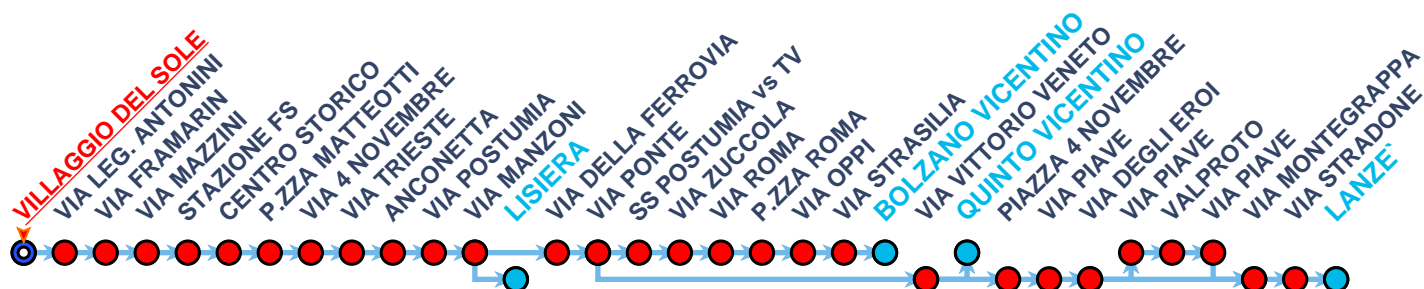 VILLAGGIO DEL SOLE
VIA LEG. ANTONINI
VIA FRAMARIN
VIA MAZZINI
STAZIONE FS
CENTRO STORICO
P.ZZA MATTEOTTI
VIA 4 NOVEMBRE
VIA TRIESTE
ANCONETTA
VIA POSTUMIA
VIA MANZONI
LISIERA
VIA DELLA FERROVIA
VIA PONTE
SS POSTUMIA vs TV
VIA ZUCCOLA
VIA ROMA
P.ZZA ROMA
VIA OPPI
VIA STRASILIA
BOLZANO VICENTINO
VIA VITTORIO VENETO
QUINTO VICENTINO
PIAZZA 4 NOVEMBRE
VIA PIAVE
VIA DEGLI EROI
VIA PIAVE
VALPROTO
VIA PIAVE
VIA MONTEGRAPPA
VIA STRADONE
LANZE`